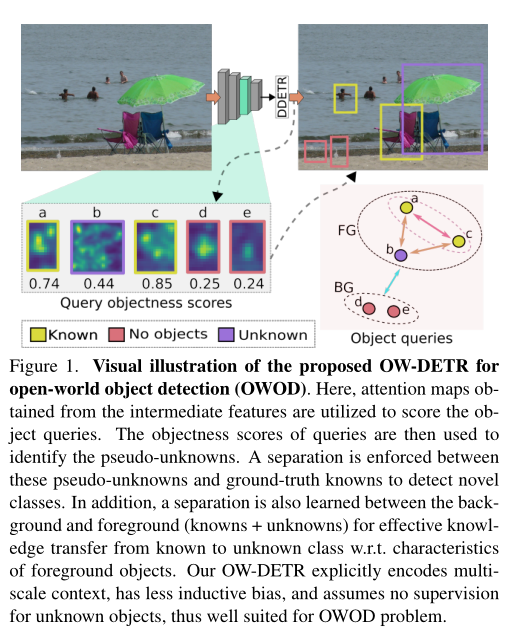 DDETR
a b c d e
0.74 0.44 0.85 0.25 0.24
Query objectness scores
Known No objects Unknown
FG
a
b
c
BG
d e
Object queries
Figure 1. Visual illustration of the proposed OW-DETR for
open-world object detection (OWOD). Here, attention maps ob-
tained from the intermediate features are utilized to score the ob-
ject queries. The objectness scores of queries are then used to
identify the pseudo-unknowns. A separation is enforced between
these pseudo-unknowns and ground-truth knowns to detect novel
classes. In addition, a separation is also learned between the back-
ground and foreground (knowns + unknowns) for effective knowl-
edge transfer from known to unknown class w.r.t. characteristics
of foreground objects. Our OW-DETR explicitly encodes multi-
scale context, has less inductive bias, and assumes no supervision
for unknown objects, thus well suited for OWOD problem.